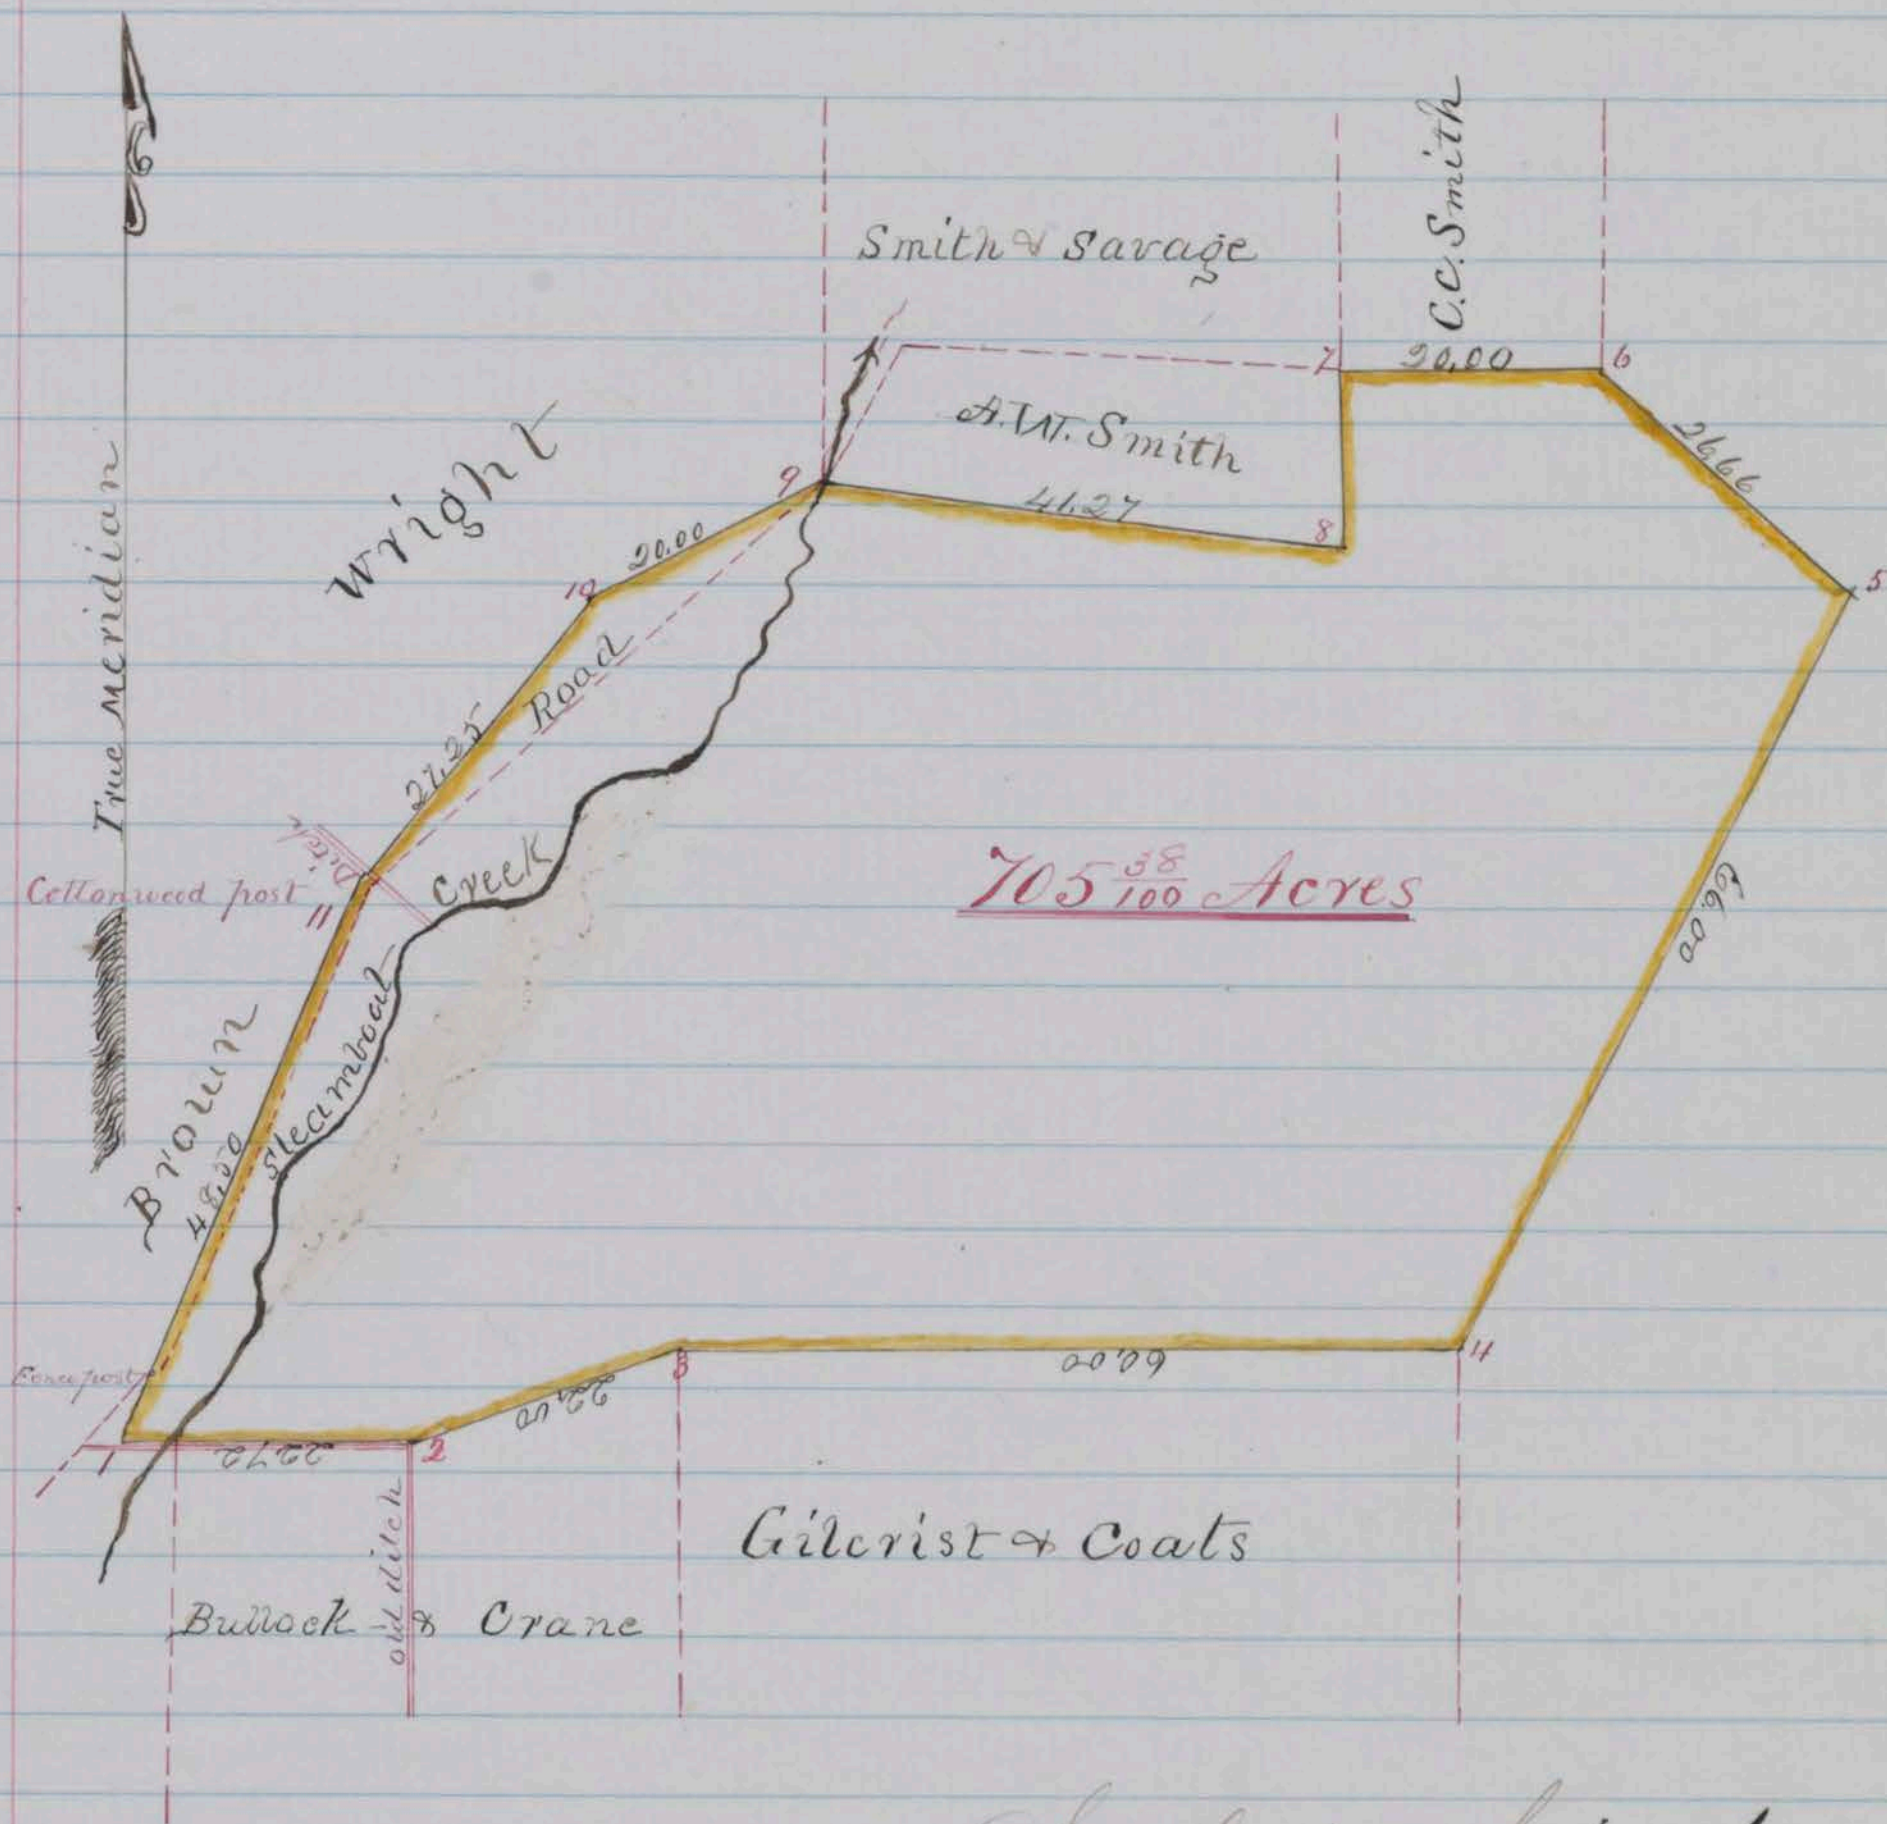 C.C. Smith
Smith & Savage
7
20,00
6
A.W. Smith
26,66
Wright
9
41.27
8
20.00
5
10
True meridian
Road
27,25
Ditch
Creek
Cottonwood post
11
705 38/100 Acres
66.00
Steamboat
Brown
48,50
Fence post
3
60,00
4
22,40
1
22 72
2
old ditch
Gilcrist & Coats
Bullock & Crane